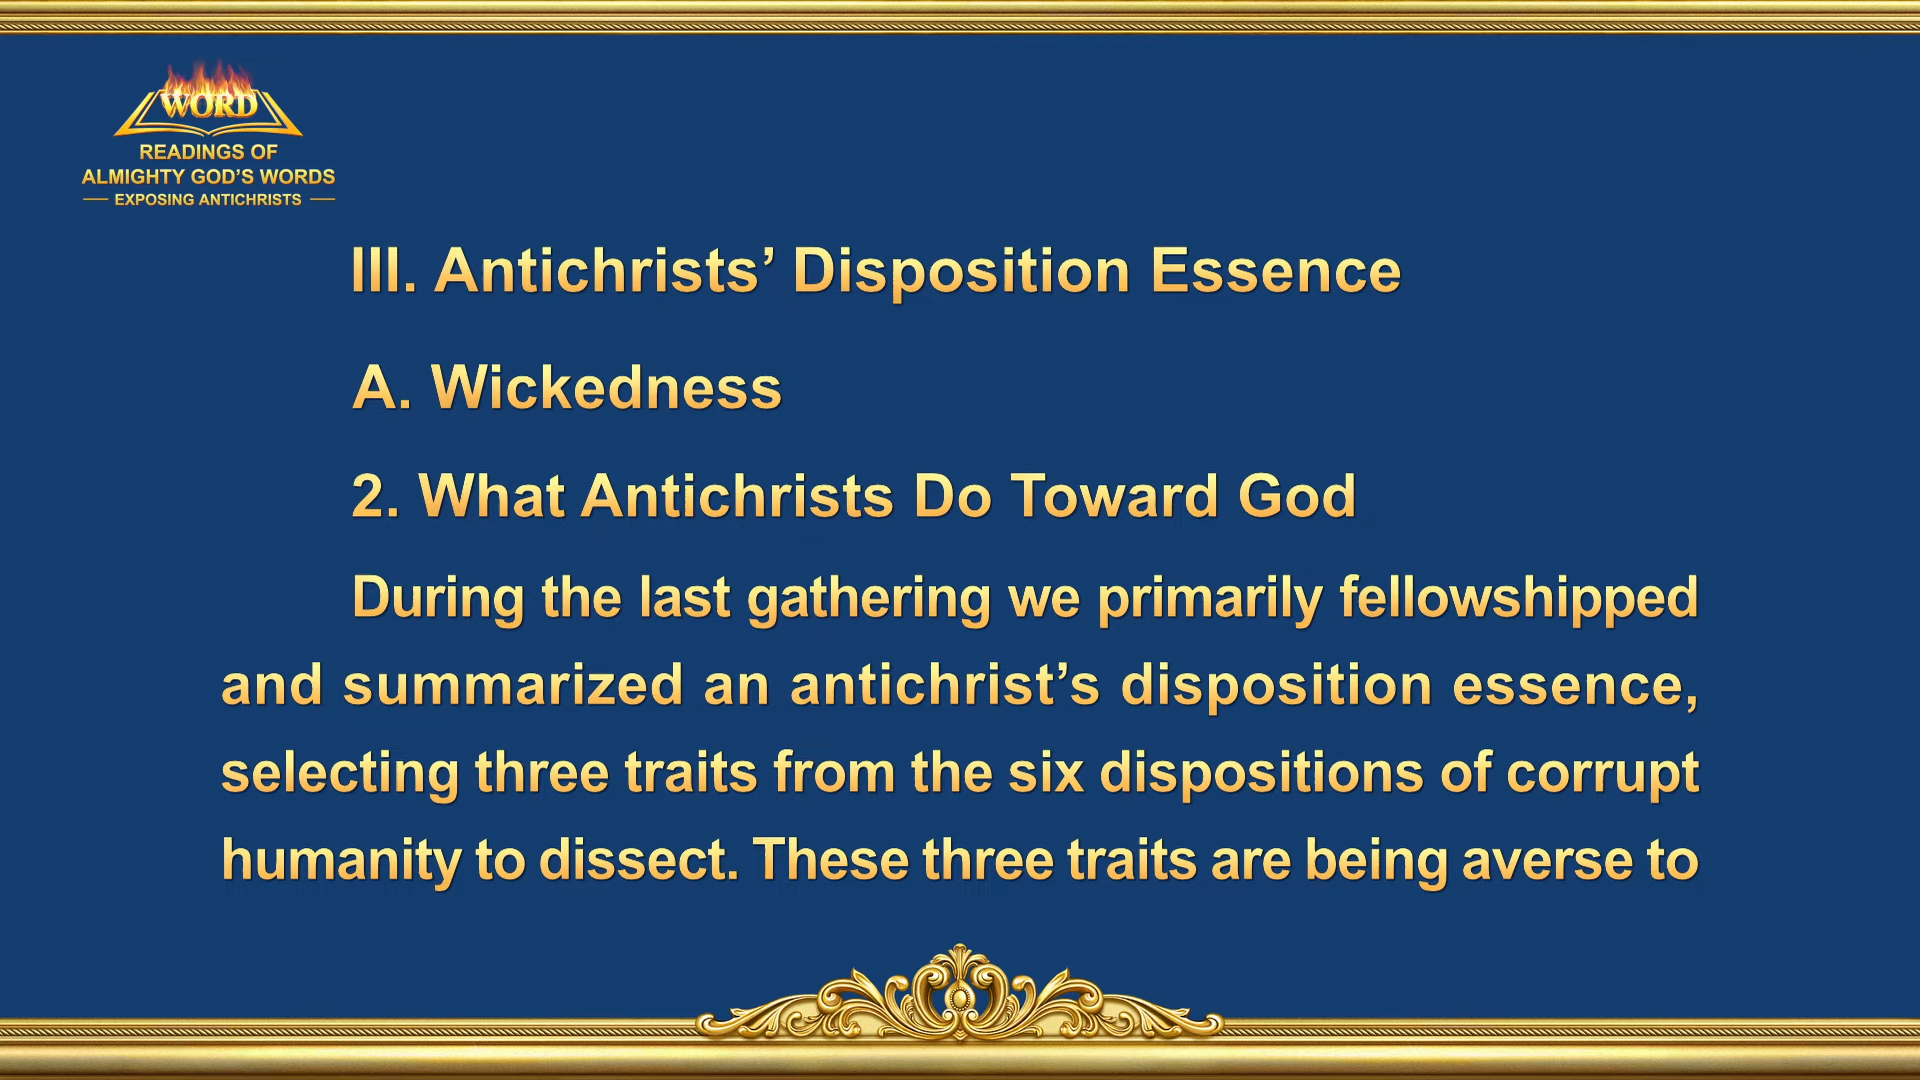 WORD
READINGS OF
ALMIGHTY GOD’S WORDS
EXPOSING ANTICHRISTS
III. Antichrists’ Disposition Essence
A. Wickedness
2. What Antichrists Do Toward God
During the last gathering we primarily fellowshipped
and summarized an antichrist’s disposition essence,
selecting three traits from the six dispositions of corrupt
humanity to dissect. These three traits are being averse to